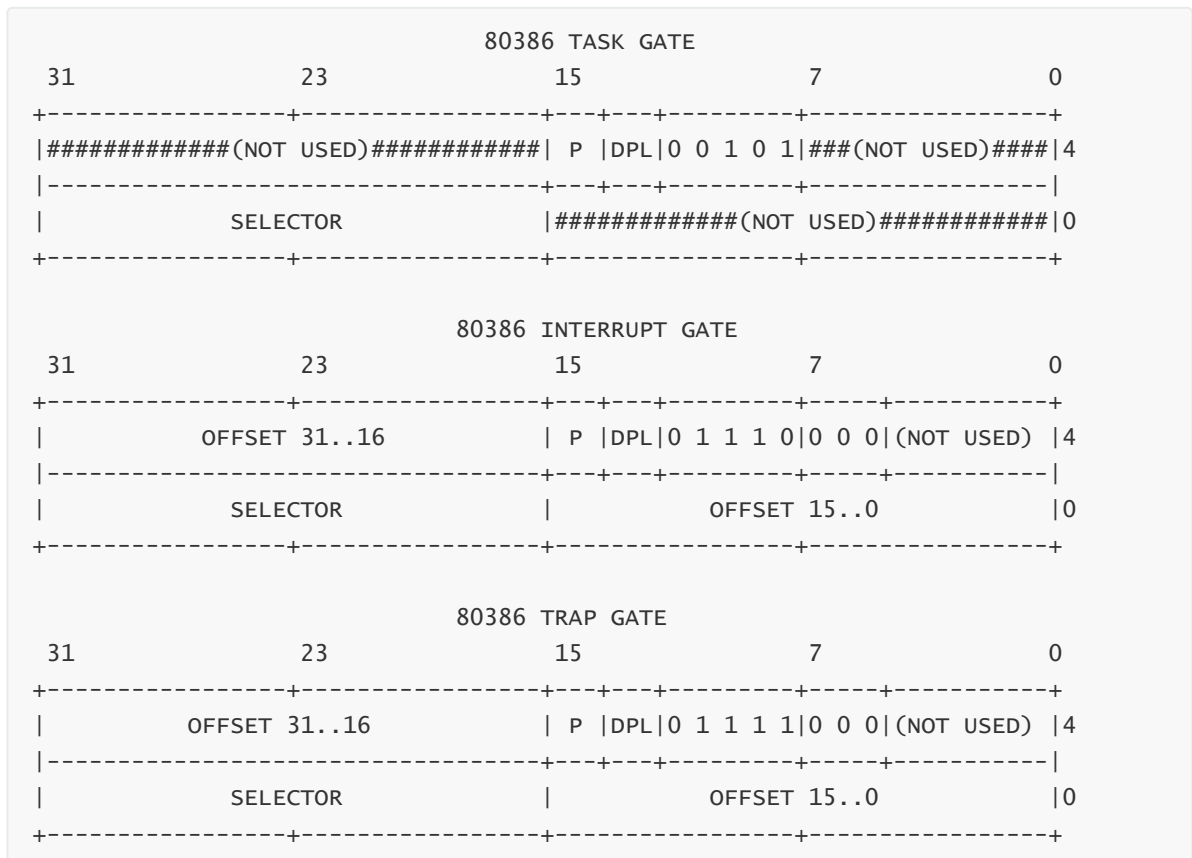 80386 TASK GATE
31 23 15 7 0
+-----------------+-----------------+---+---+---------+-----------------+
|#############(NOT USED)############| P |DPL|0 0 1 0 1|###(NOT USED)####|4
|-----------------------------------+---+---+---------+-----------------|
| SELECTOR |#############(NOT USED)############|0
+-----------------+-----------------+-----------------+-----------------+
80386 INTERRUPT GATE
31 23 15 7 0
+-----------------+-----------------+---+---+---------+-----+-----------+
| OFFSET 31..16 | P |DPL|0 1 1 1 0|0 0 0|(NOT USED) |4
|-----------------------------------+---+---+---------+-----+-----------|
| SELECTOR | OFFSET 15..0 |0
+-----------------+-----------------+-----------------+-----------------+
80386 TRAP GATE
31 23 15 7 0
+-----------------+-----------------+---+---+---------+-----+-----------+
| OFFSET 31..16 | P |DPL|0 1 1 1 1|0 0 0|(NOT USED) |4
|-----------------------------------+---+---+---------+-----+-----------|
| SELECTOR | OFFSET 15..0 |0
+-----------------+-----------------+-----------------+-----------------+